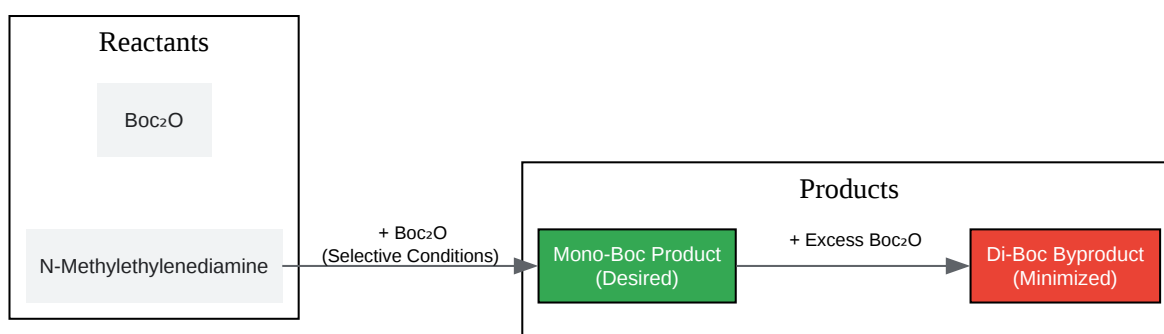 Reactants
Boc₂O
N-Methylethylenediamine
+ Boc₂O
(Selective Conditions)
Products
Mono-Boc Product
(Desired)
+ Excess Boc₂O
Di-Boc Byproduct
(Minimized)